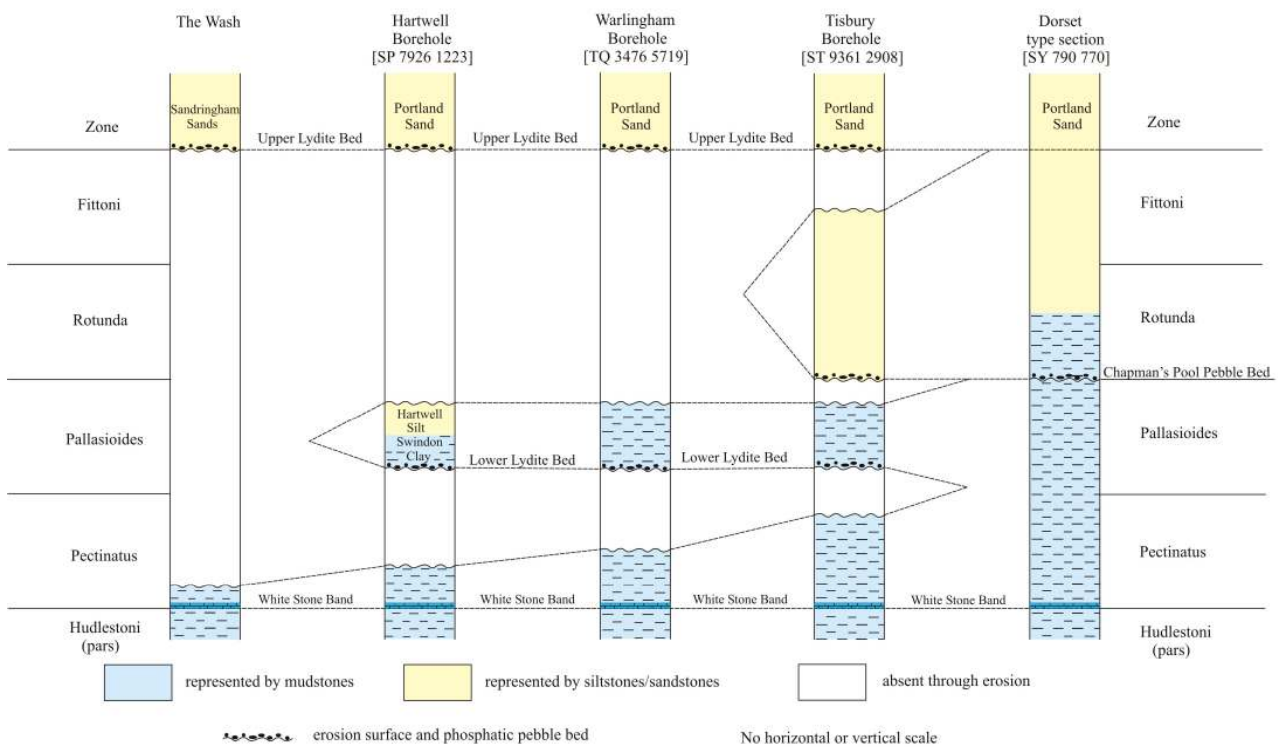 The Wash
Hartwell
Borehole
[SP 7926 1223]
Warlingham
Borehole
[TQ 3476 5719]
Tisbury
Borehole
[ST 9361 2908]
Dorset
type section
[SY 790 770]
Zone
Sandringham
Sands
Portland
Sand
Portland
Sand
Portland
Sand
Portland
Sand
Zone
Upper Lydite Bed
Upper Lydite Bed
Upper Lydite Bed
Fittoni
Fittoni
Rotunda
Rotunda
Chapman's Pool Pebble Bed
Pallasioides
Hartwell
Silt
Swindon
Clay
Lower Lydite Bed
Lower Lydite Bed
Pallasioides
Pectinatus
Pectinatus
White Stone Band
White Stone Band
White Stone Band
White Stone Band
Hudlestoni
(pars)
Hudlestoni
(pars)
represented by mudstones
represented by siltstones/sandstones
absent through erosion
erosion surface and phosphatic pebble bed
No horizontal or vertical scale